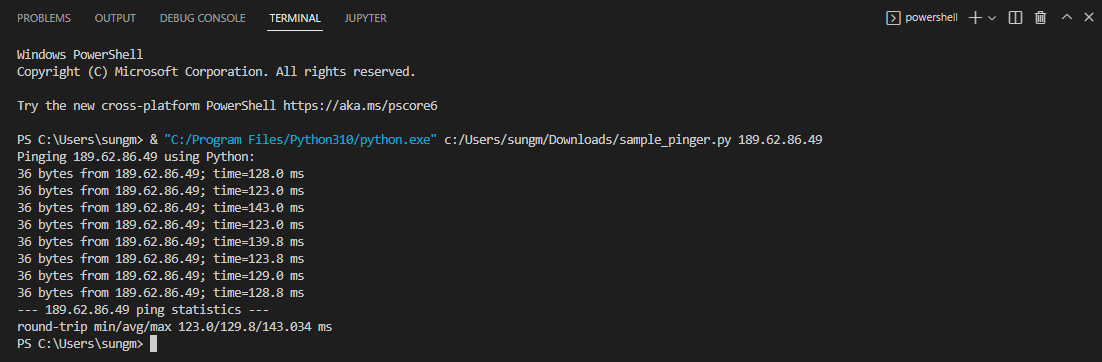 PROBLEMS OUTPUT DEBUG CONSOLE TERMINAL JUPYTER powershell
Windows PowerShell
Copyright (C) Microsoft Corporation. All rights reserved.
Try the new cross-platform PowerShell https://aka.ms/pscore6
PS C:\Users\sungm> & "C:/Program Files/Python310/python.exe" c:/Users/sungm/Downloads/sample_pinger.py 189.62.86.49
Pinging 189.62.86.49 using Python:
36 bytes from 189.62.86.49; time=128.0 ms
36 bytes from 189.62.86.49; time=123.0 ms
36 bytes from 189.62.86.49; time=143.0 ms
36 bytes from 189.62.86.49; time=123.0 ms
36 bytes from 189.62.86.49; time=139.8 ms
36 bytes from 189.62.86.49; time=123.8 ms
36 bytes from 189.62.86.49; time=129.0 ms
36 bytes from 189.62.86.49; time=128.8 ms
--- 189.62.86.49 ping statistics ---
round-trip min/avg/max 123.0/129.8/143.034 ms
PS C:\Users\sungm>